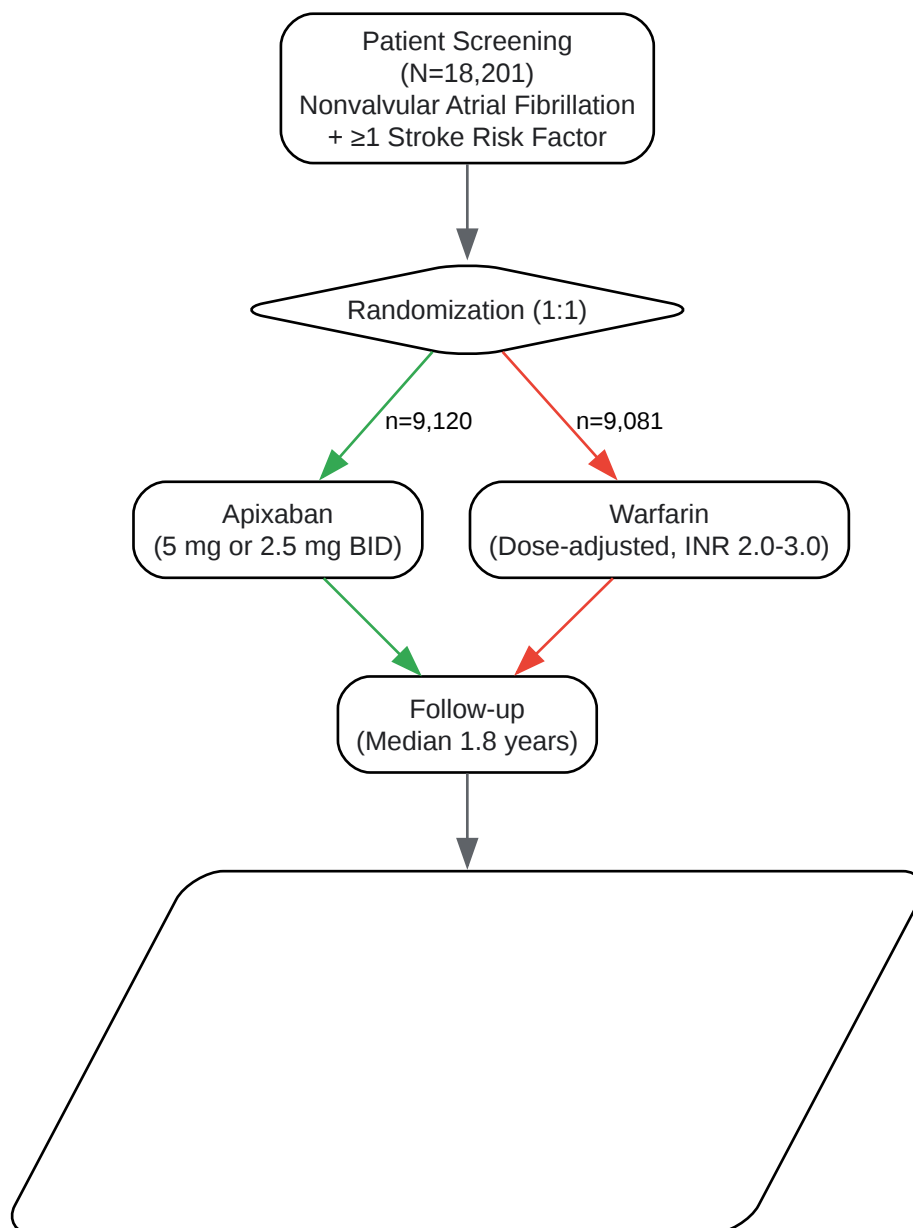 Patient Screening
(N=18,201)
Nonvalvular Atrial Fibrillation
+ ≥1 Stroke Risk Factor
Randomization (1:1)
n=9,120
n=9,081
Apixaban
(5 mg or 2.5 mg BID)
Warfarin
(Dose-adjusted, INR 2.0-3.0)
Follow-up
(Median 1.8 years)